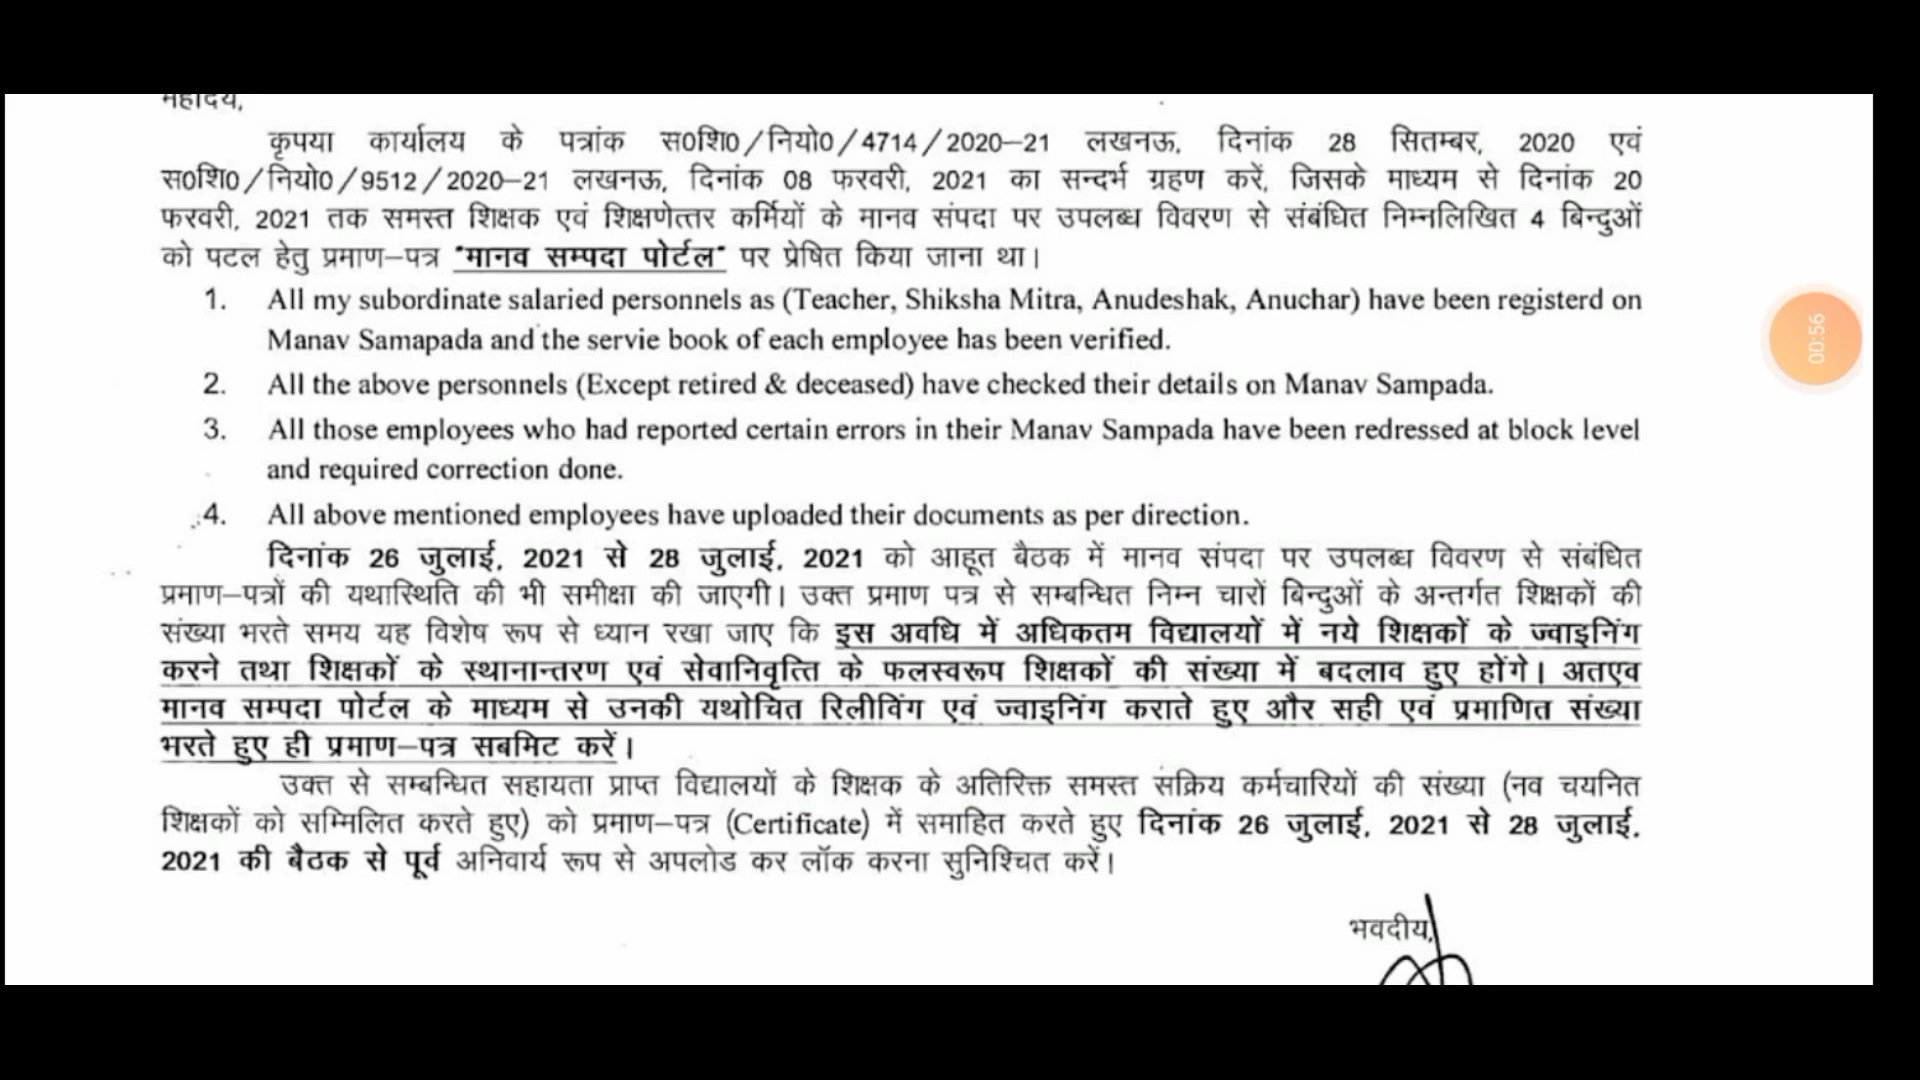 महोदय,
कृपया कार्यालय के पत्रांक स0शि0/नियो0/4714/2020–21 लखनऊ, दिनांक 28 सितम्बर, 2020 एवं
स0शि0/नियो0/9512/2020–21 लखनऊ, दिनांक 08 फरवरी, 2021 का सन्दर्भ ग्रहण करें, जिसके माध्यम से दिनांक 20
फरवरी, 2021 तक समस्त शिक्षक एवं शिक्षणेत्तर कर्मियों के मानव संपदा पर उपलब्ध विवरण से संबंधित निम्नलिखित 4 बिन्दुओं
को पटल हेतु प्रमाण–पत्र "मानव सम्पदा पोर्टल" पर प्रेषित किया जाना था।
1. All my subordinate salaried personnels as (Teacher, Shiksha Mitra, Anudeshak, Anuchar) have been registerd on
Manav Samapada and the servie book of each employee has been verified.
2. All the above personnels (Except retired & deceased) have checked their details on Manav Sampada.
3. All those employees who had reported certain errors in their Manav Sampada have been redressed at block level
and required correction done.
4. All above mentioned employees have uploaded their documents as per direction.
दिनांक 26 जुलाई, 2021 से 28 जुलाई, 2021 को आहूत बैठक में मानव संपदा पर उपलब्ध विवरण से संबंधित
प्रमाण–पत्रों की यथास्थिति की भी समीक्षा की जाएगी। उक्त प्रमाण पत्र से सम्बन्धित निम्न चारों बिन्दुओं के अन्तर्गत शिक्षकों की
संख्या भरते समय यह विशेष रूप से ध्यान रखा जाए कि इस अवधि में अधिकतम विद्यालयों में नये शिक्षकों के ज्वाइनिंग
करने तथा शिक्षकों के स्थानान्तरण एवं सेवानिवृत्ति के फलस्वरूप शिक्षकों की संख्या में बदलाव हुए होंगे। अतएव
मानव सम्पदा पोर्टल के माध्यम से उनकी यथोचित रिलीविंग एवं ज्वाइनिंग कराते हुए और सही एवं प्रमाणित संख्या
भरते हुए ही प्रमाण–पत्र सबमिट करें।
उक्त से सम्बन्धित सहायता प्राप्त विद्यालयों के शिक्षक के अतिरिक्त समस्त सक्रिय कर्मचारियों की संख्या (नव चयनित
शिक्षकों को सम्मिलित करते हुए) को प्रमाण–पत्र (Certificate) में समाहित करते हुए दिनांक 26 जुलाई, 2021 से 28 जुलाई,
2021 की बैठक से पूर्व अनिवार्य रूप से अपलोड कर लॉक करना सुनिश्चित करें।
भवदीय,
00:56